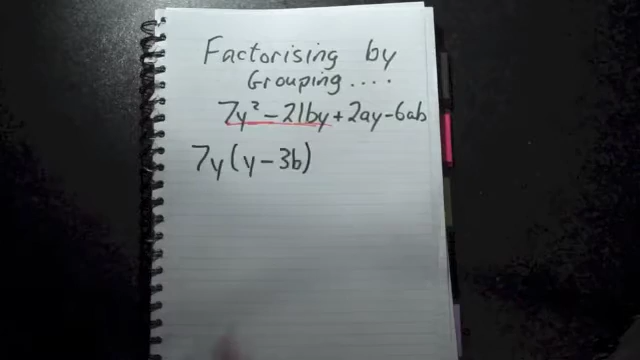 Factorising by
Grouping....
7y² - 21by + 2ay - 6ab
7y(y - 3b)